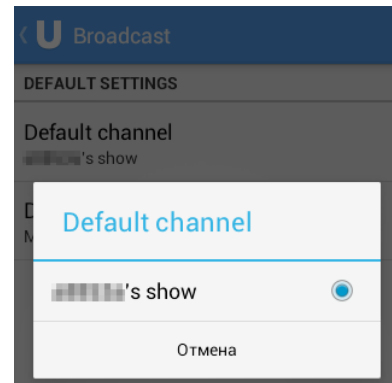 U Broadcast
DEFAULT SETTINGS
Default channel
's show
D
M
Default channel
's show
Отмена